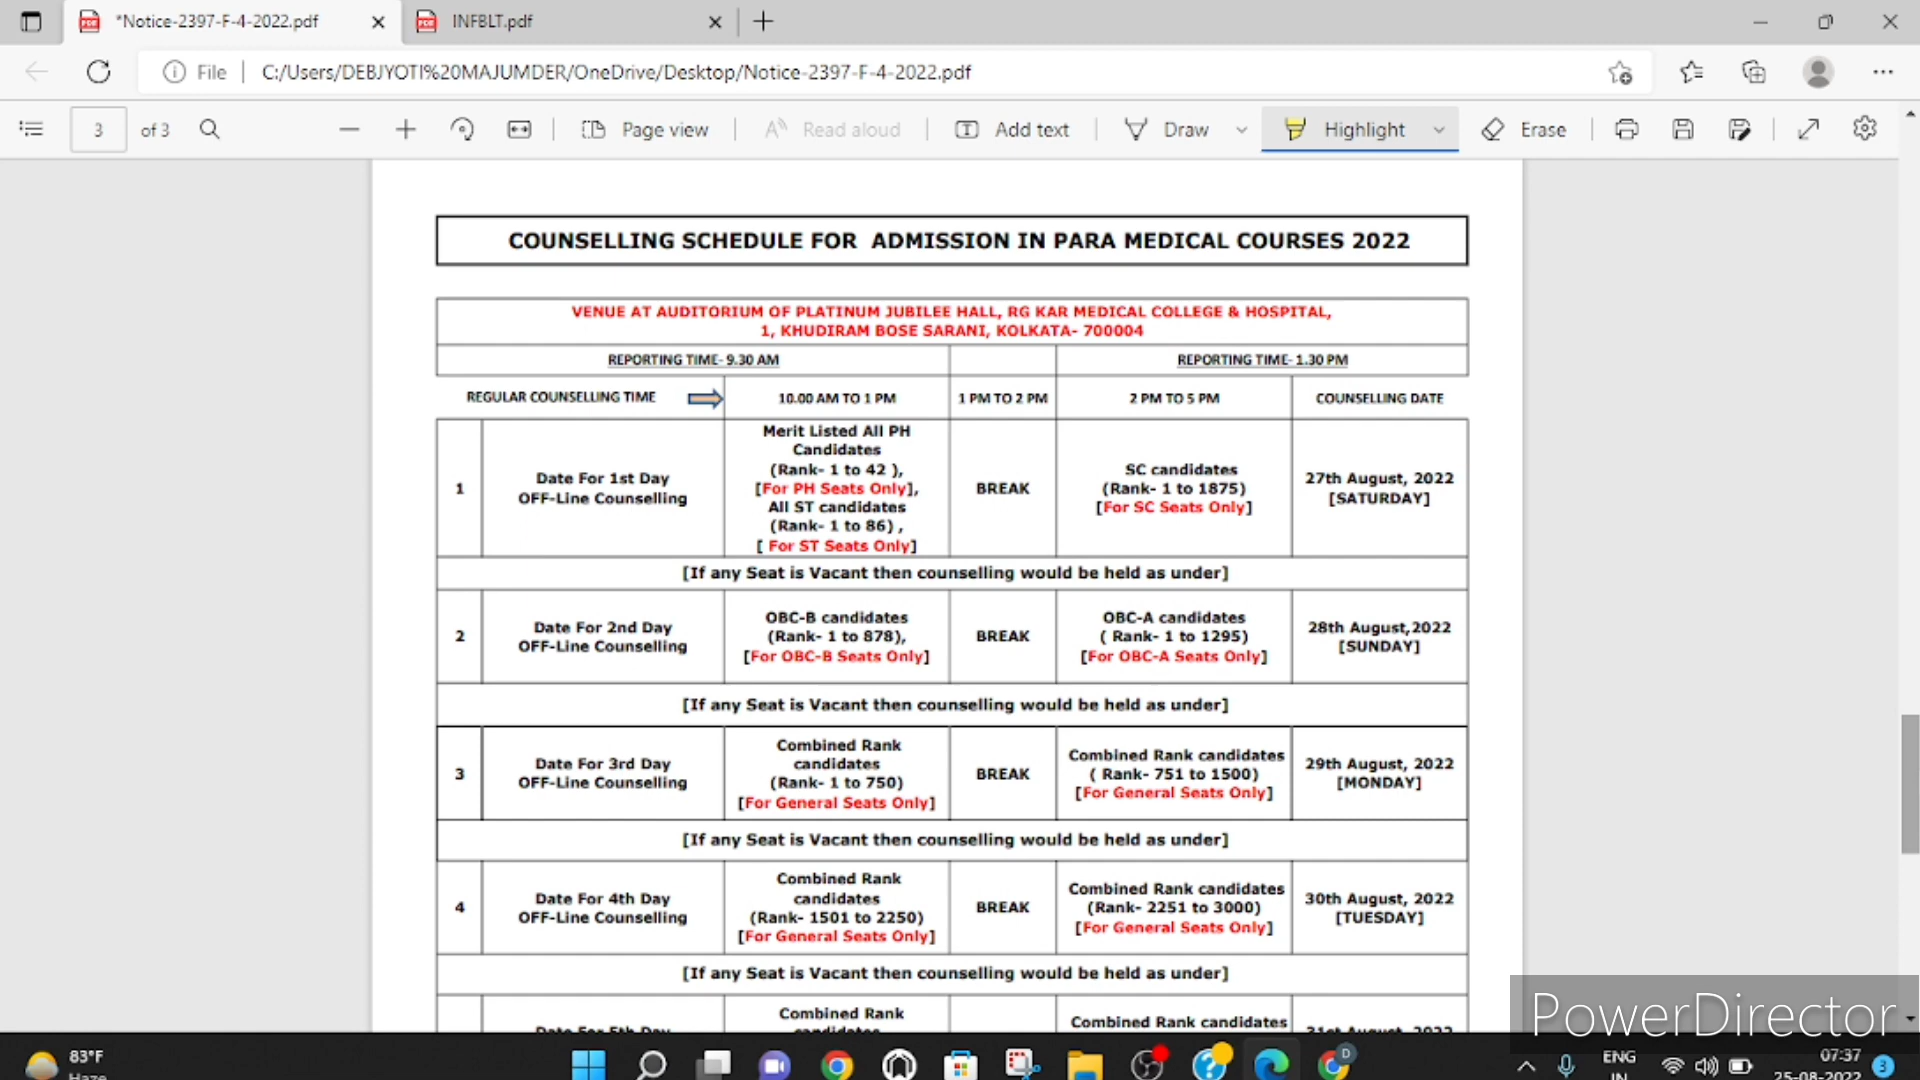 *Notice-2397-F-4-2022.pdf
INFBLT.pdf
File
C:/Users/DEBJYOTI%20MAJUMDER/OneDrive/Desktop/Notice-2397-F-4-2022.pdf
3 of 3
Page view
Read aloud
Add text
Draw
Highlight
Erase
COUNSELLING SCHEDULE FOR ADMISSION IN PARA MEDICAL COURSES 2022
VENUE AT AUDITORIUM OF PLATINUM JUBILEE HALL, RG KAR MEDICAL COLLEGE & HOSPITAL,
1, KHUDIRAM BOSE SARANI, KOLKATA- 700004
REPORTING TIME- 9.30 AM
REPORTING TIME- 1.30 PM
REGULAR COUNSELLING TIME
10.00 AM TO 1 PM
1 PM TO 2 PM
2 PM TO 5 PM
COUNSELLING DATE
1
Date For 1st Day
OFF-Line Counselling
Merit Listed All PH
Candidates
(Rank- 1 to 42 ),
[For PH Seats Only],
All ST candidates
(Rank- 1 to 86) ,
[ For ST Seats Only]
BREAK
SC candidates
(Rank- 1 to 1875)
[For SC Seats Only]
27th August, 2022
[SATURDAY]
[If any Seat is Vacant then counselling would be held as under]
2
Date For 2nd Day
OFF-Line Counselling
OBC-B candidates
(Rank- 1 to 878),
[For OBC-B Seats Only]
BREAK
OBC-A candidates
( Rank- 1 to 1295)
[For OBC-A Seats Only]
28th August,2022
[SUNDAY]
[If any Seat is Vacant then counselling would be held as under]
3
Date For 3rd Day
OFF-Line Counselling
Combined Rank
candidates
(Rank- 1 to 750)
[For General Seats Only]
BREAK
Combined Rank candidates
( Rank- 751 to 1500)
[For General Seats Only]
29th August, 2022
[MONDAY]
[If any Seat is Vacant then counselling would be held as under]
4
Date For 4th Day
OFF-Line Counselling
Combined Rank
candidates
(Rank- 1501 to 2250)
[For General Seats Only]
BREAK
Combined Rank candidates
(Rank- 2251 to 3000)
[For General Seats Only]
30th August, 2022
[TUESDAY]
[If any Seat is Vacant then counselling would be held as under]
Date For 5th Day
Combined Rank
candidates
Combined Rank candidates
31st August, 2022
PowerDirector
83°F
Haze
D
ENG
IN
07:37
25-08-2022
3